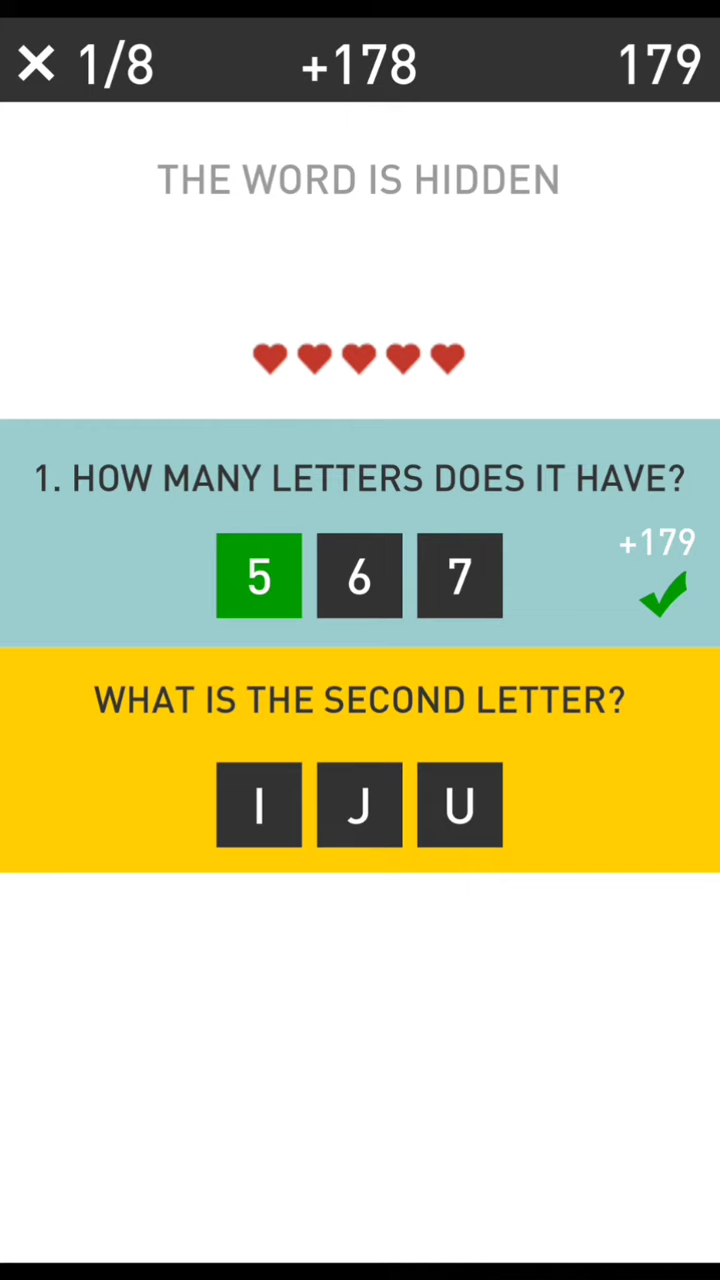 × 1/8 +178 179
THE WORD IS HIDDEN
1. HOW MANY LETTERS DOES IT HAVE?
+179
5 6 7
WHAT IS THE SECOND LETTER?
I J U